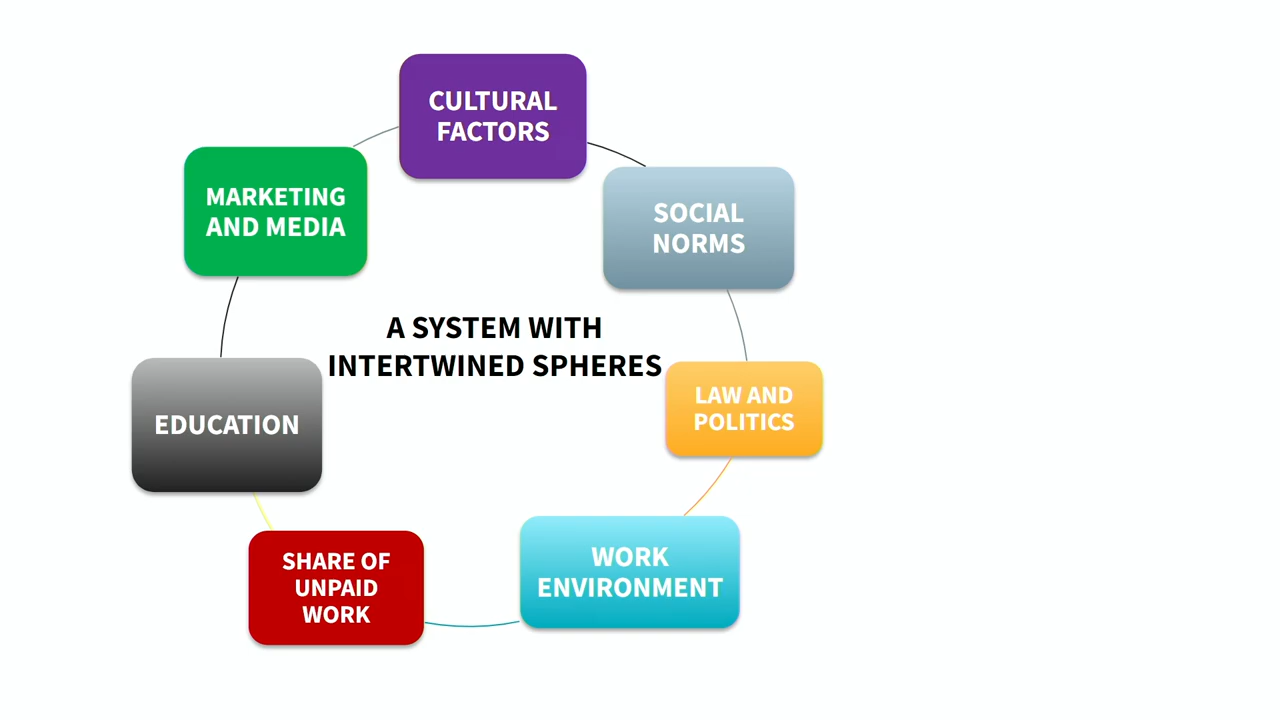 CULTURAL
FACTORS
MARKETING
AND MEDIA
SOCIAL
NORMS
A SYSTEM WITH
INTERTWINED SPHERES
LAW AND
POLITICS
EDUCATION
WORK
ENVIRONMENT
SHARE OF
UNPAID
WORK